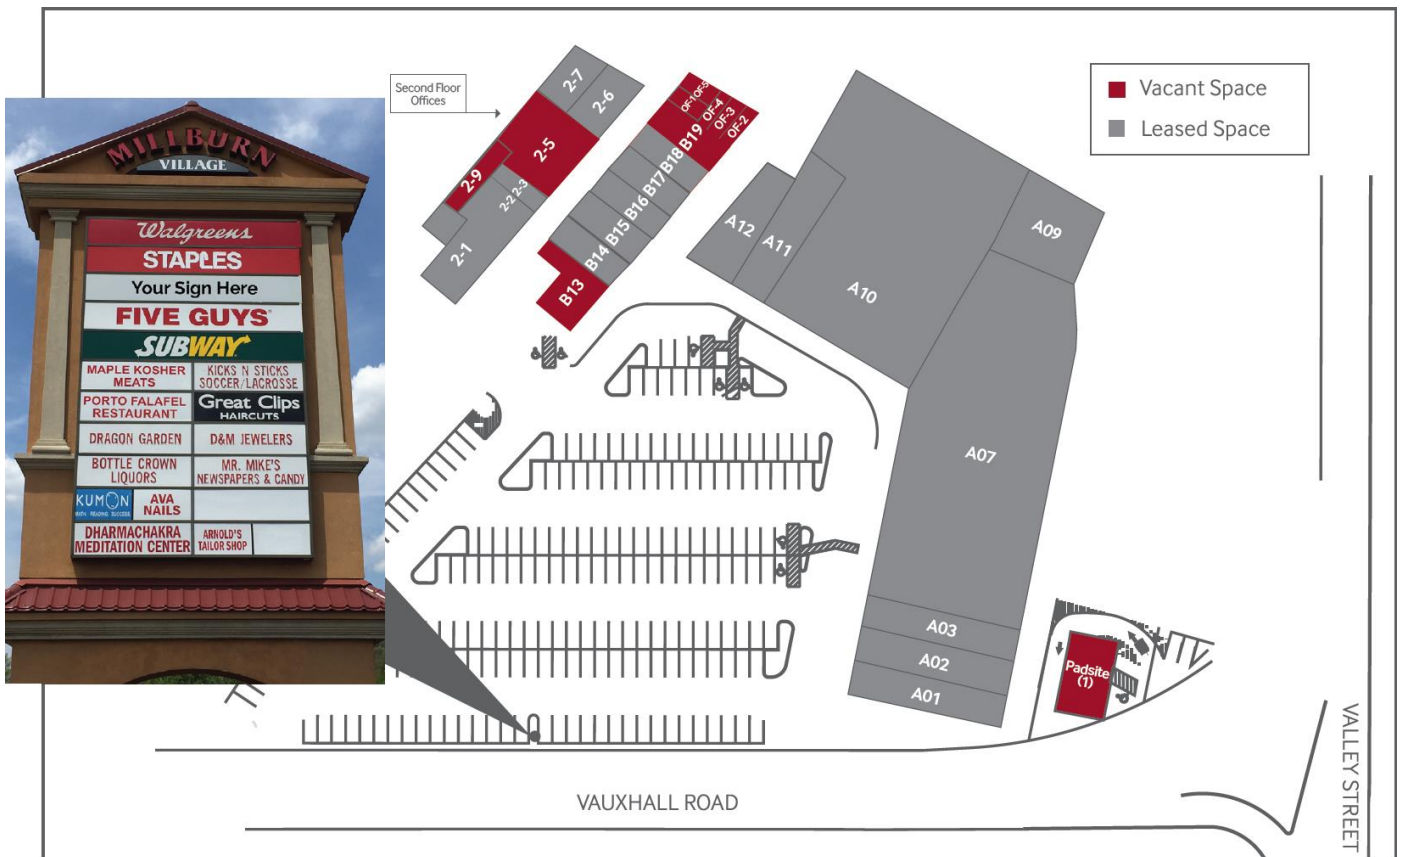 MILLBURN
VILLAGE
Walgreens
STAPLES
Your Sign Here
FIVE GUYS
SUBWAY
MAPLE KOSHER
MEATS
KICKS N STICKS
SOCCER/LACROSSE
PORTO FALAFEL
RESTAURANT
Great Clips
HAIRCUTS
DRAGON GARDEN
D&M JEWELERS
BOTTLE CROWN
LIQUORS
MR. MIKE'S
NEWSPAPERS & CANDY
KUMON
MATH READING SUCCESS
AVA
NAILS
DHARMACHAKRA
MEDITATION CENTER
ARNOLD'S
TAILOR SHOP
Second Floor
Offices
2-7
2-6
2-5
2-9
2-3
2-2
2-1
OF-5
OF-1
OF-4
OF-3
OF-2
B19
B18
B17
B16
B15
B14
B13
A12
A11
A10
A09
A07
A03
A02
A01
Padsite
(1)
Vacant Space
Leased Space
VAUXHALL ROAD
VALLEY STREET